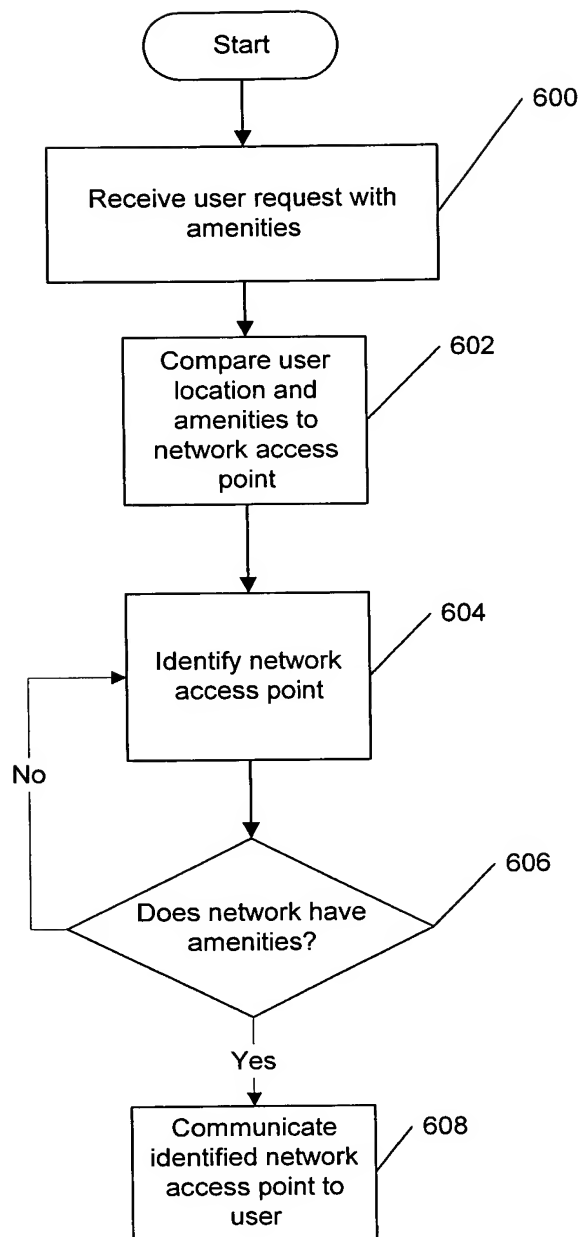 Start
600
Receive user request with
amenities
602
Compare user
location and
amenities to
network access
point
604
Identify network
access point
No
606
Does network have
amenities?
Yes
608
Communicate
identified network
access point to
user